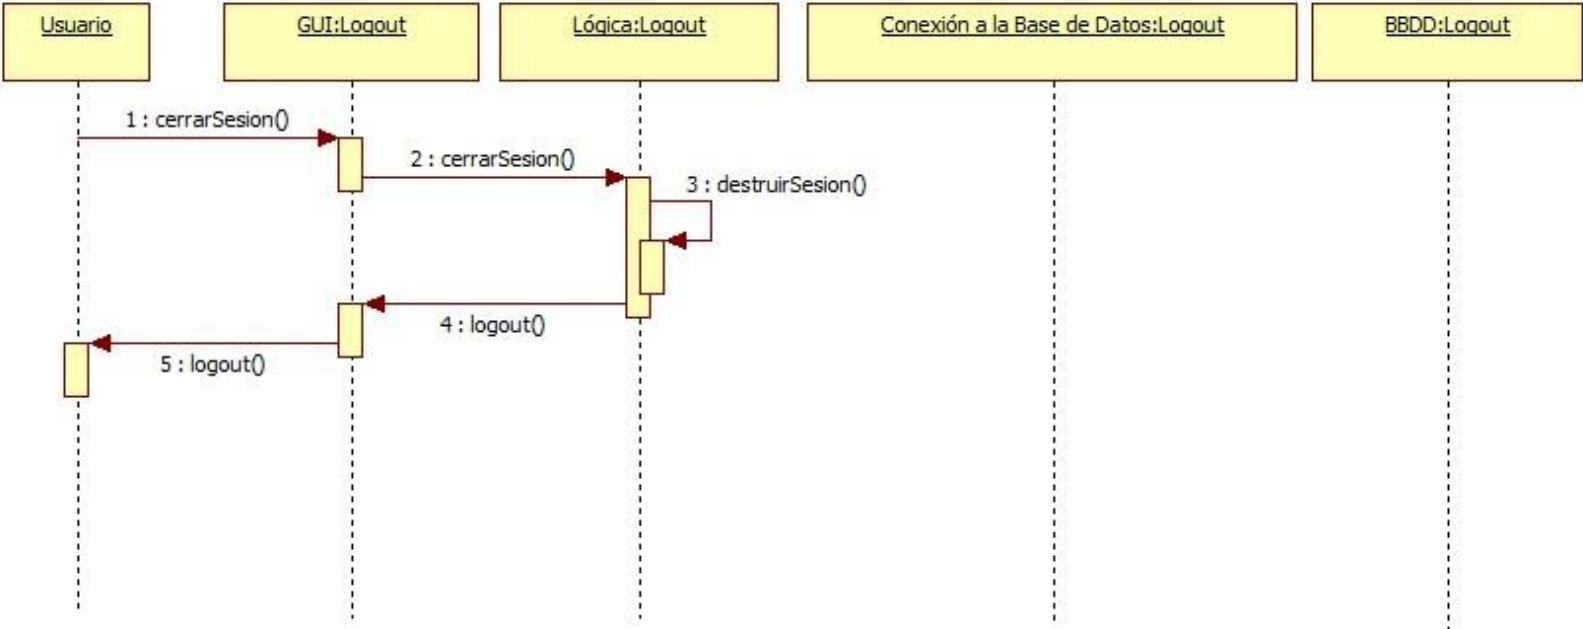 Usuario
GUI:Logout
Lógica:Logout
Conexión a la Base de Datos:Logout
BBDD:Logout
1 : cerrarSesion()
2 : cerrarSesion()
3 : destruirSesion()
4 : logout()
5 : logout()